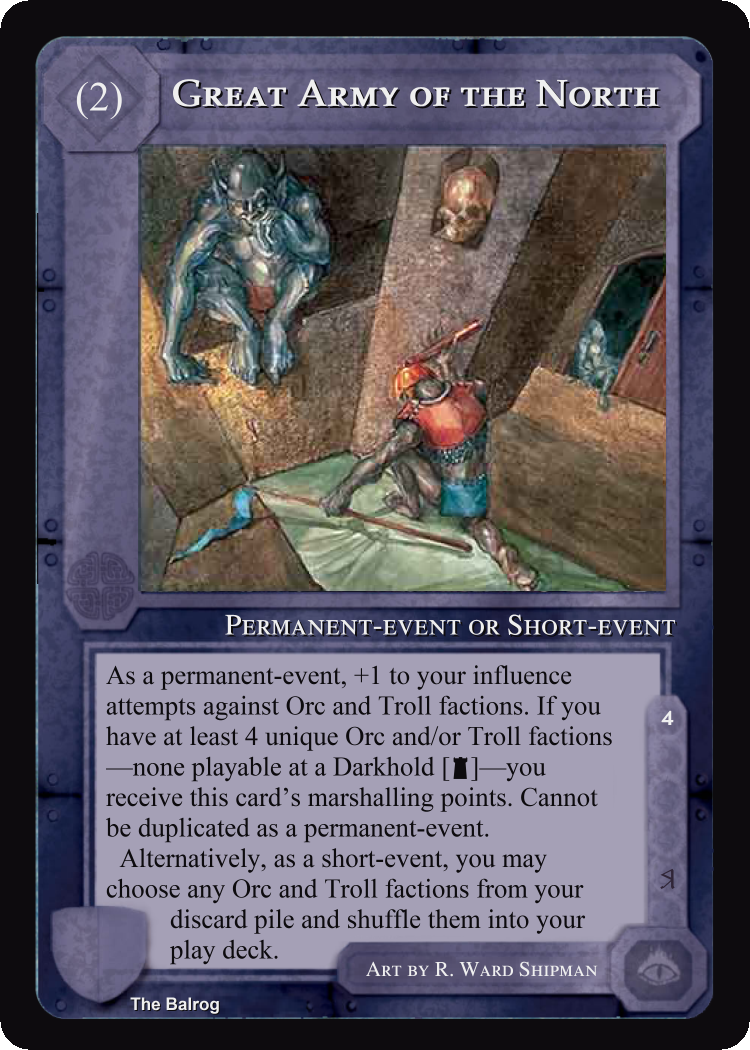 (2)
Great Army of the North
Permanent-event or Short-event
As a permanent-event, +1 to your influence
attempts against Orc and Troll factions. If you
have at least 4 unique Orc and/or Troll factions
—none playable at a Darkhold []—you
receive this card's marshalling points. Cannot
be duplicated as a permanent-event.
Alternatively, as a short-event, you may
choose any Orc and Troll factions from your
discard pile and shuffle them into your
play deck.
4
Art by R. Ward Shipman
The Balrog